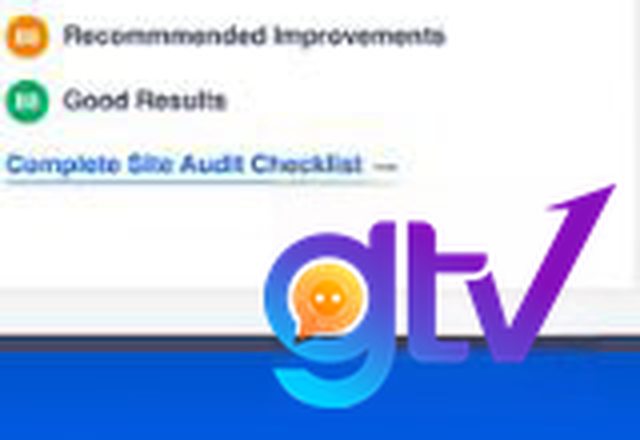 Recommmended Improvements
Good Results
Complete Site Audit Checklist —
gtv